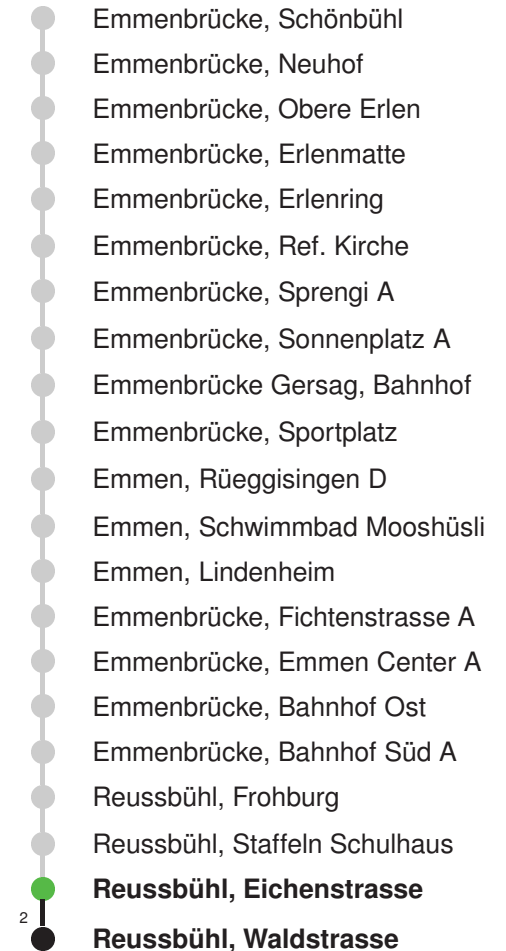 Emmenbrücke, Schönbühl
Emmenbrücke, Neuhof
Emmenbrücke, Obere Erlen
Emmenbrücke, Erlenmatte
Emmenbrücke, Erlenring
Emmenbrücke, Ref. Kirche
Emmenbrücke, Sprengi A
Emmenbrücke, Sonnenplatz A
Emmenbrücke Gersag, Bahnhof
Emmenbrücke, Sportplatz
Emmen, Rüeggisingen D
Emmen, Schwimmbad Mooshüsli
Emmen, Lindenheim
Emmenbrücke, Fichtenstrasse A
Emmenbrücke, Emmen Center A
Emmenbrücke, Bahnhof Ost
Emmenbrücke, Bahnhof Süd A
Reussbühl, Frohburg
Reussbühl, Staffeln Schulhaus
Reussbühl, Eichenstrasse
2
Reussbühl, Waldstrasse